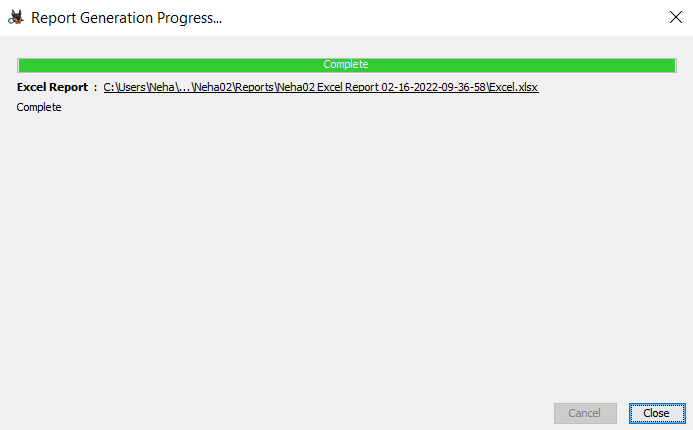 Report Generation Progress...
Complete
Excel Report : C:\Users\Neha\...\Neha02\Reports\Neha02 Excel Report 02-16-2022-09-36-58\Excel.xlsx
Complete
Cancel Close